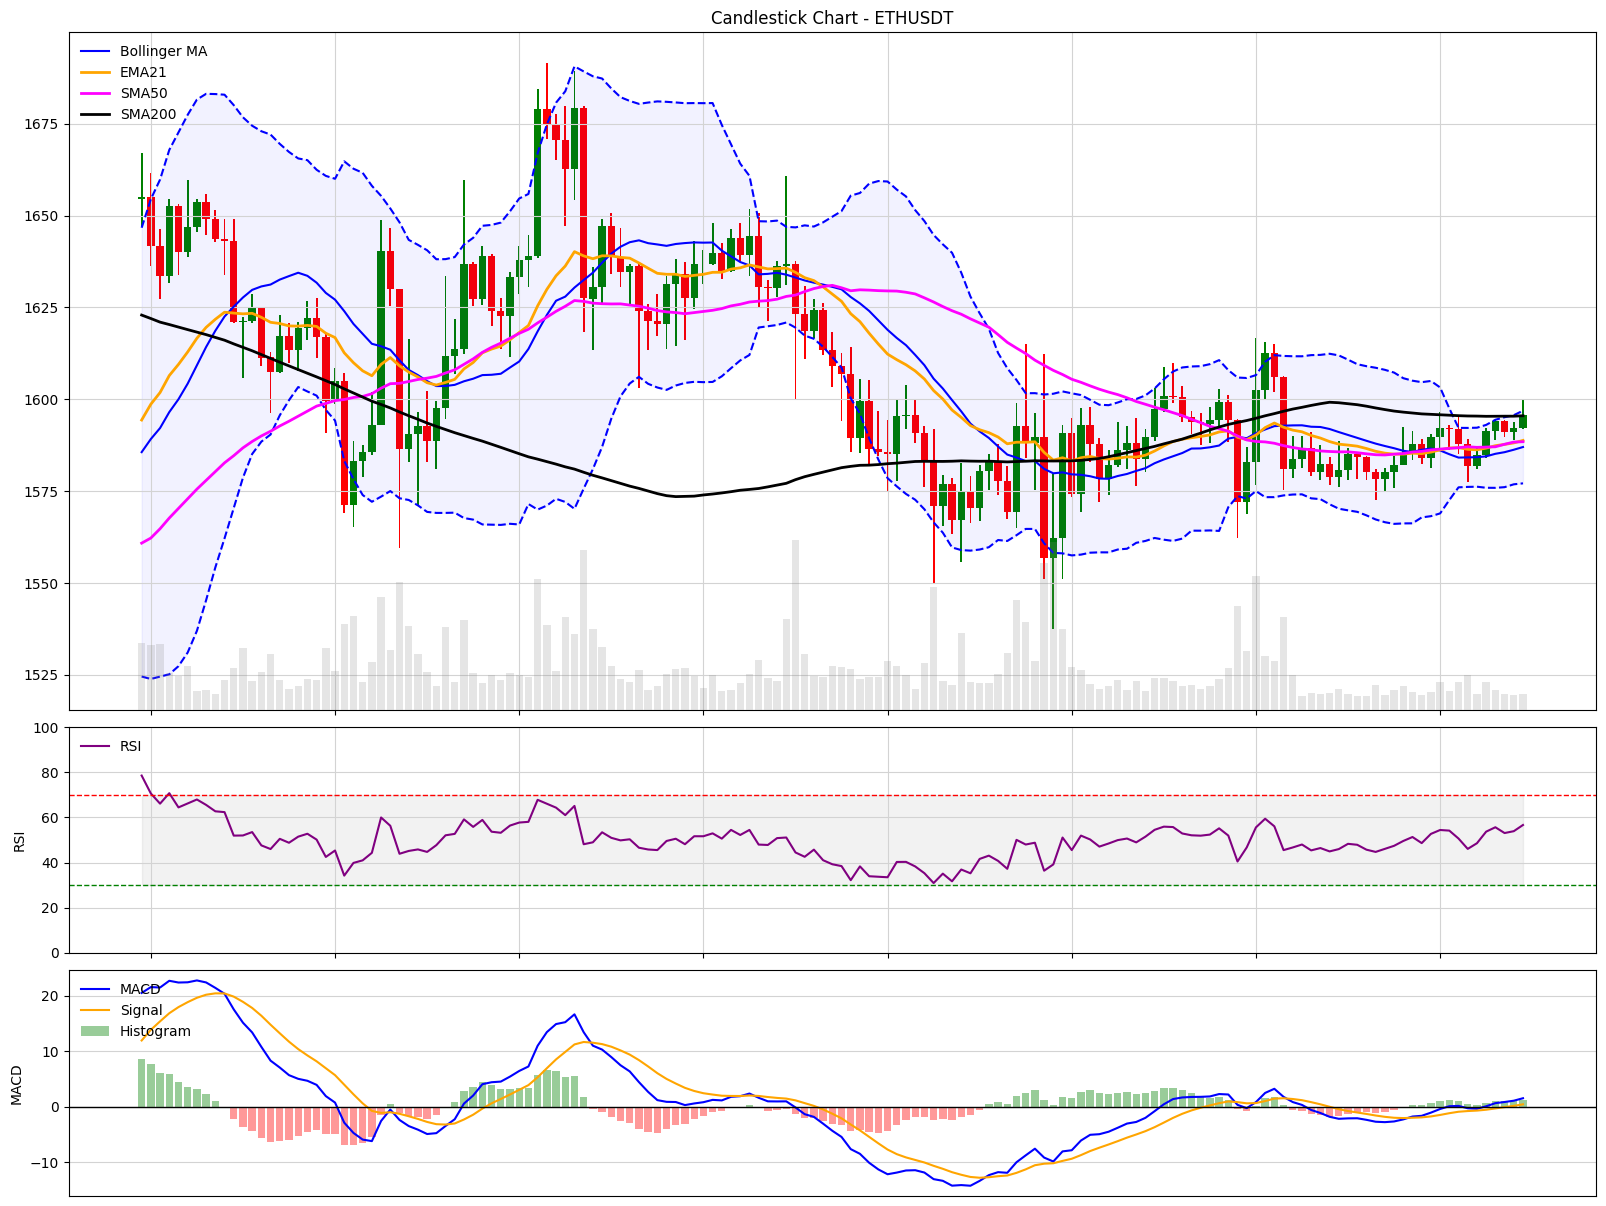 Candlestick Chart - ETHUSDT
Bollinger MA
EMA21
SMA50
SMA200
1675
1650
1625
1600
1575
1550
1525
RSI
100
80
60
40
20
0
RSI
MACD
Signal
Histogram
20
10
0
−10
MACD